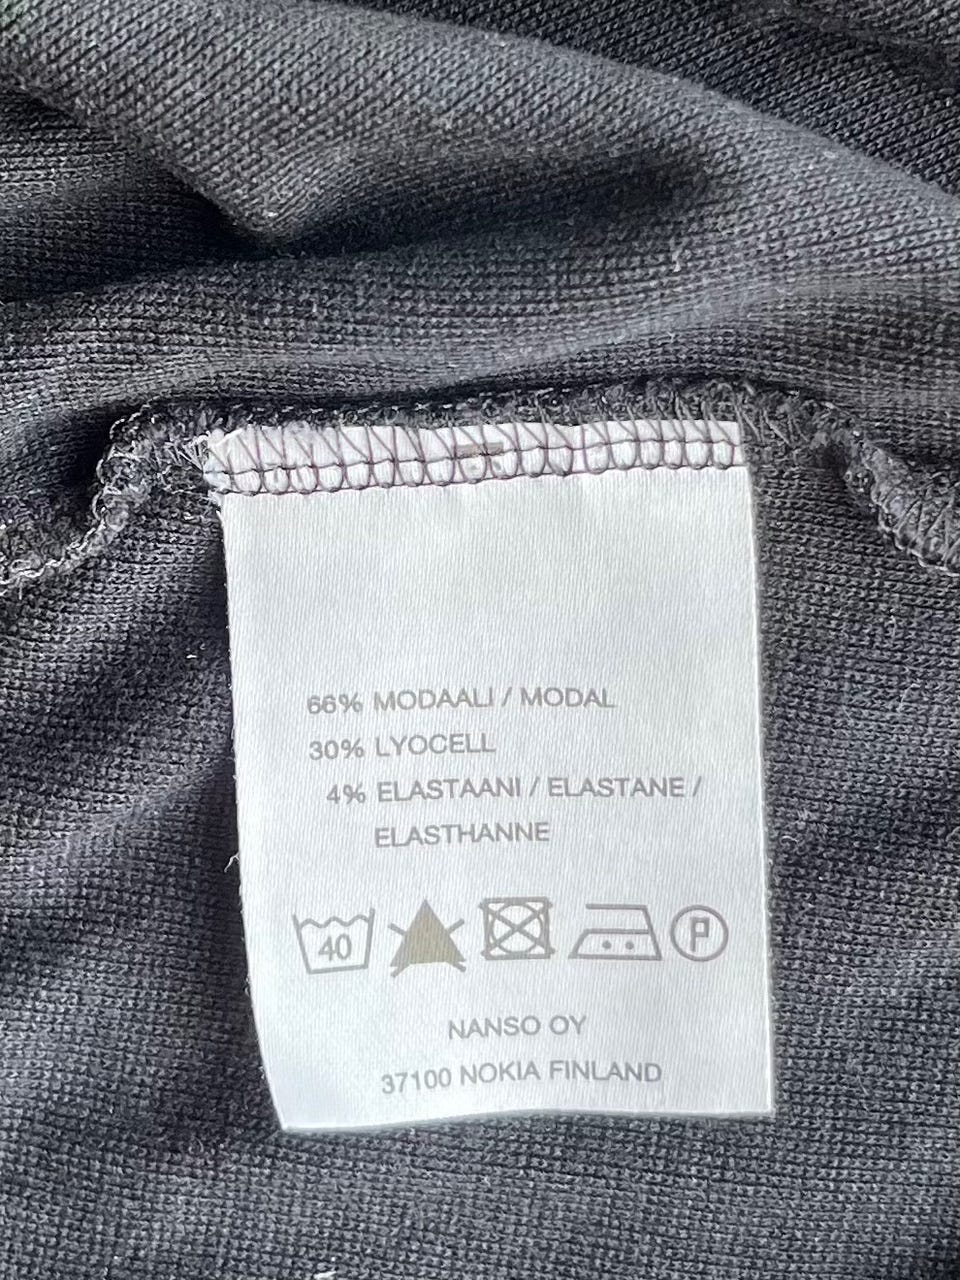 66% MODAALI / MODAL
30% LYOCELL
4% ELASTAANI / ELASTANE /
ELASTHANNE
40 P
NANSO OY
37100 NOKIA FINLAND